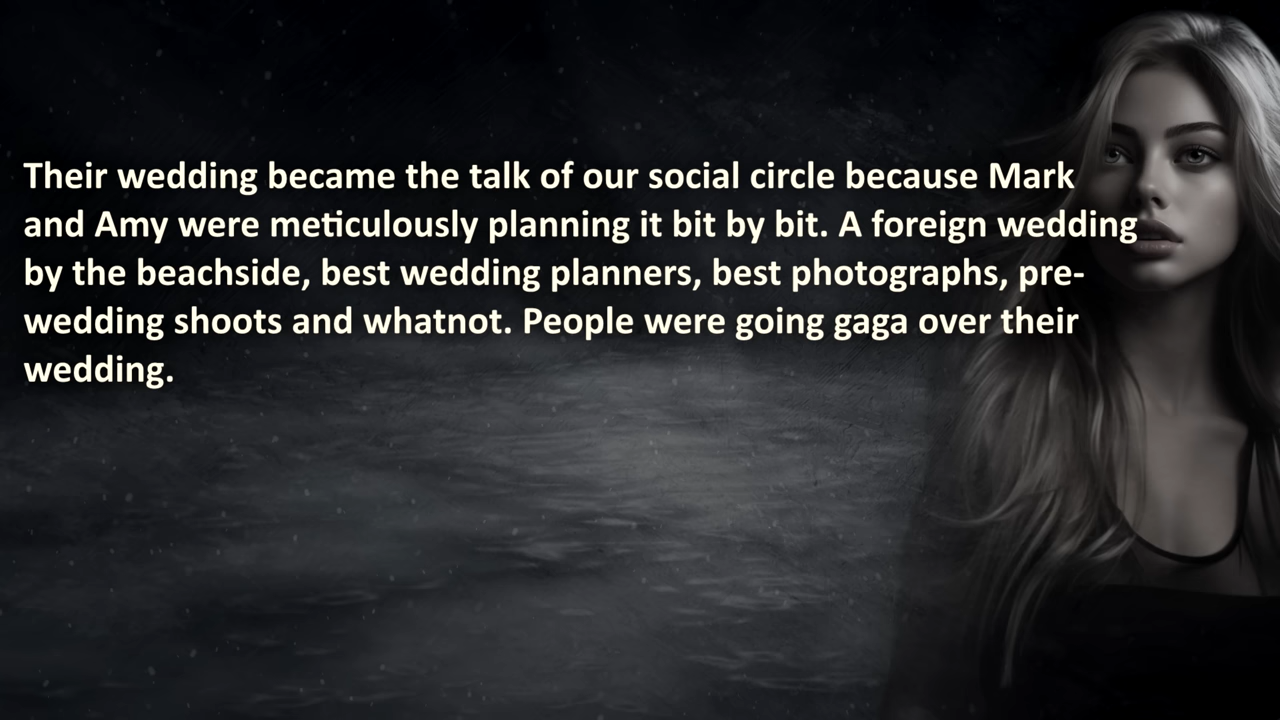 Their wedding became the talk of our social circle because Mark
and Amy were meticulously planning it bit by bit. A foreign wedding
by the beachside, best wedding planners, best photographs, pre-
wedding shoots and whatnot. People were going gaga over their
wedding.